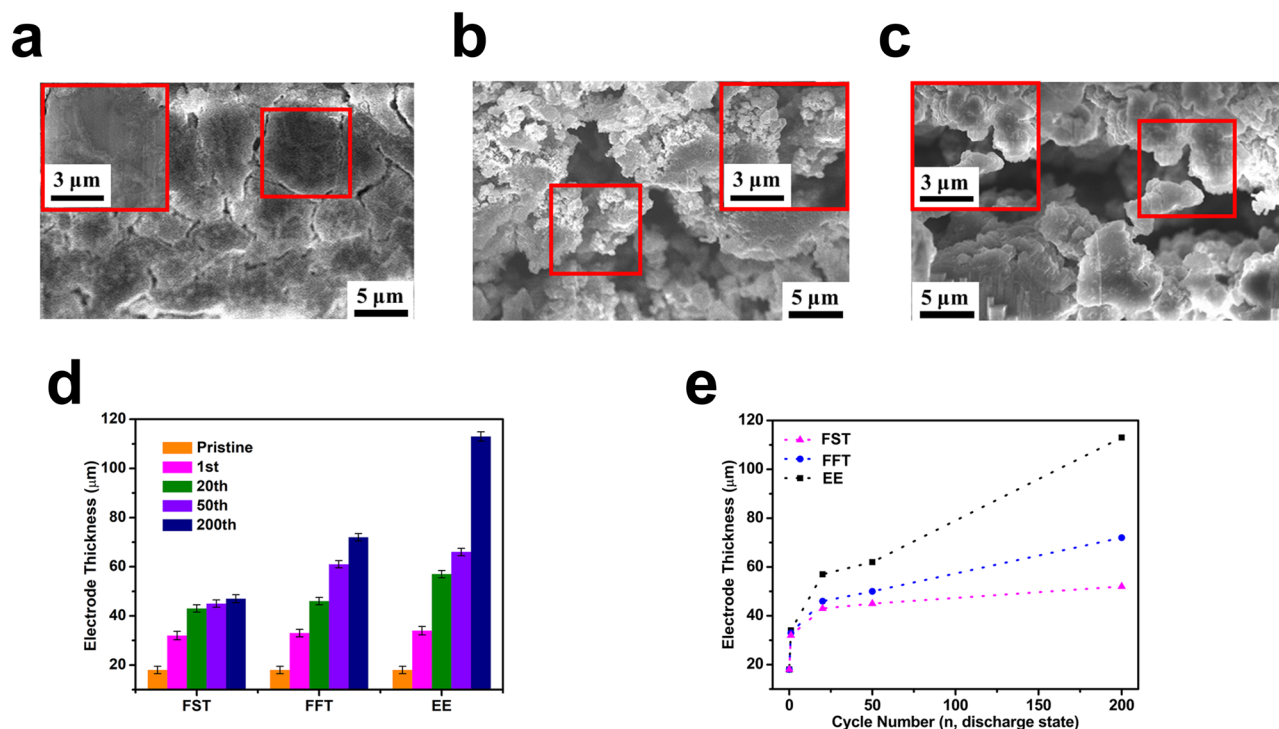 a
b
c
3 µm
5 µm
3 µm
5 µm
3 µm
5 µm
d
Electrode Thickness (µm)
120
100
80
60
40
20
Pristine
1st
20th
50th
200th
FST
FFT
EE
e
Electrode Thickness (µm)
120
100
80
60
40
20
FST
FFT
EE
0
50
75
100
125
150
200
Cycle Number (n, discharge state)